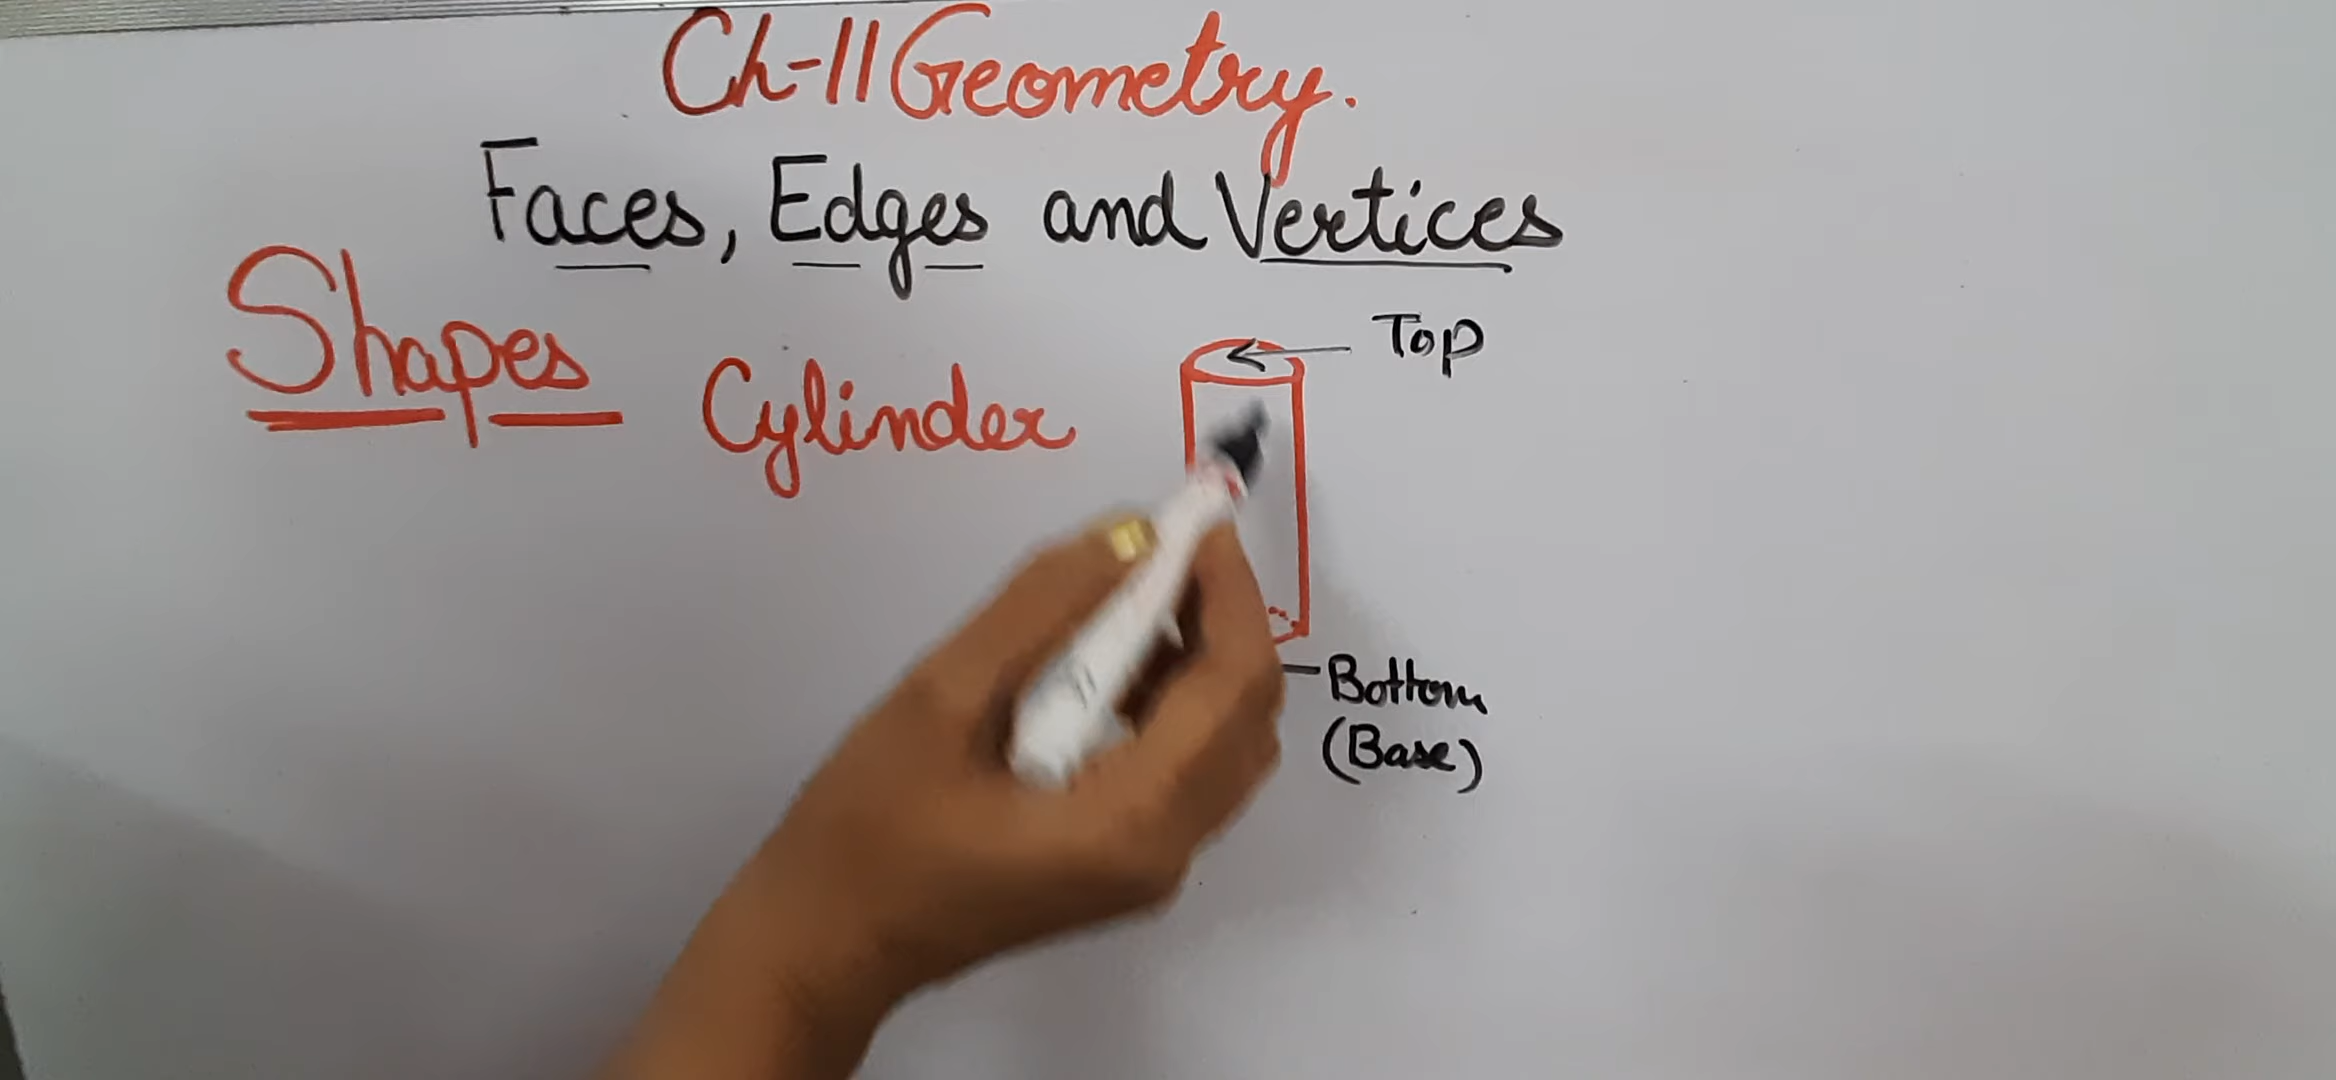 Ch-11 Geometry.
Faces, Edges and Vertices
Shapes
Cylinder
Top
Bottom
(Base)